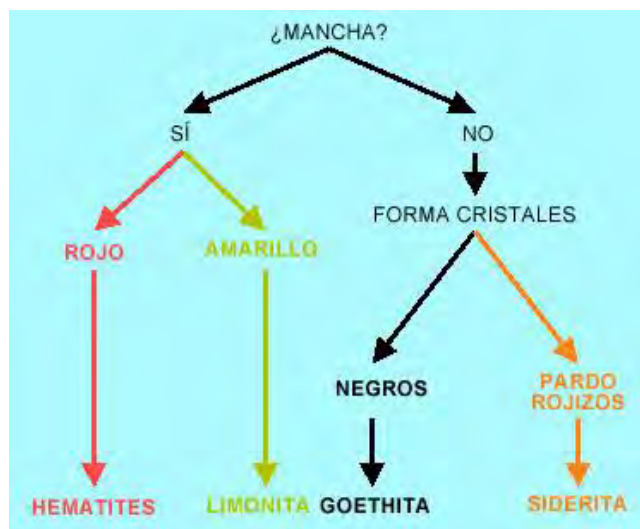 ¿MANCHA?
SÍ
NO
FORMA CRISTALES
ROJO
AMARILLO
NEGROS
PARDO
ROJIZOS
HEMATITES
LIMONITA
GOETHITA
SIDERITA